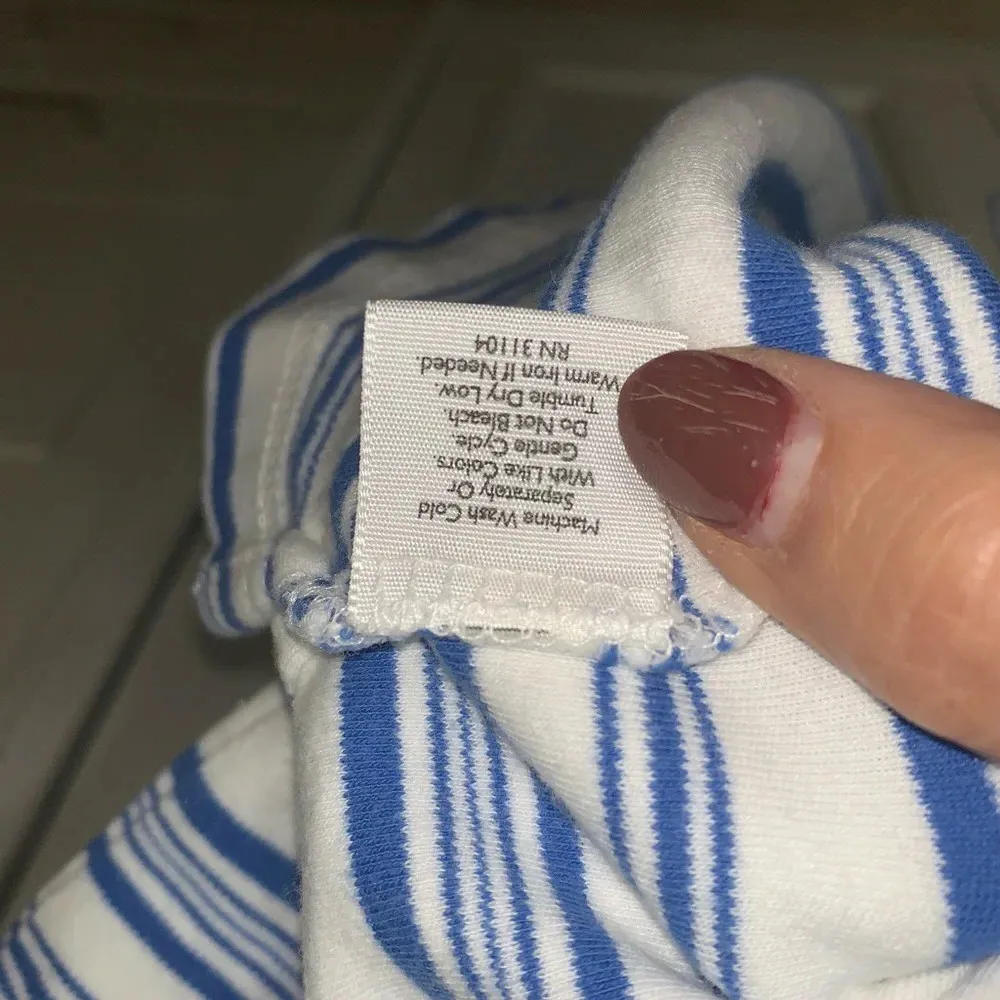 Machine Wash Cold
Separately Or
With Like Colors.
Gentle Cycle.
Do Not Bleach.
Tumble Dry Low.
Warm Iron If Needed.
RN 31104